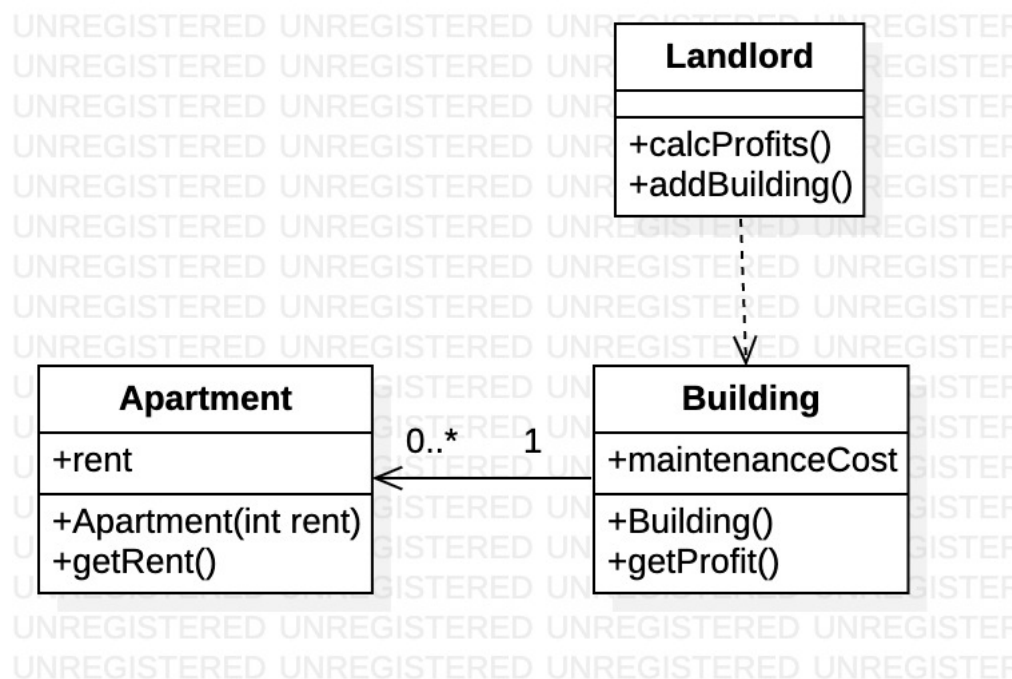 Landlord
+calcProfits()
+addBuilding()
Apartment
+rent
+Apartment(int rent)
+getRent()
0..* 1
Building
+maintenanceCost
+Building()
+getProfit()
UNREGISTERED